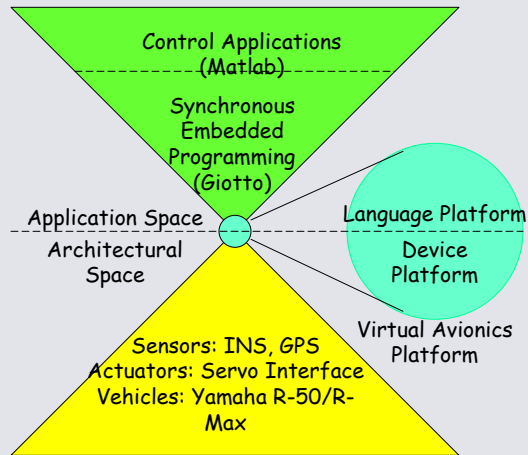 Control Applications
(Matlab)
Synchronous
Embedded
Programming
(Giotto)
Application Space
Architectural
Space
Language Platform
Device
Platform
Virtual Avionics
Platform
Sensors: INS, GPS
Actuators: Servo Interface
Vehicles: Yamaha R-50/R-
Max